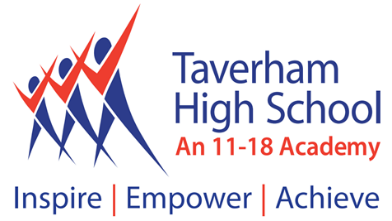 Taverham
High School
An 11-18 Academy
Inspire | Empower | Achieve